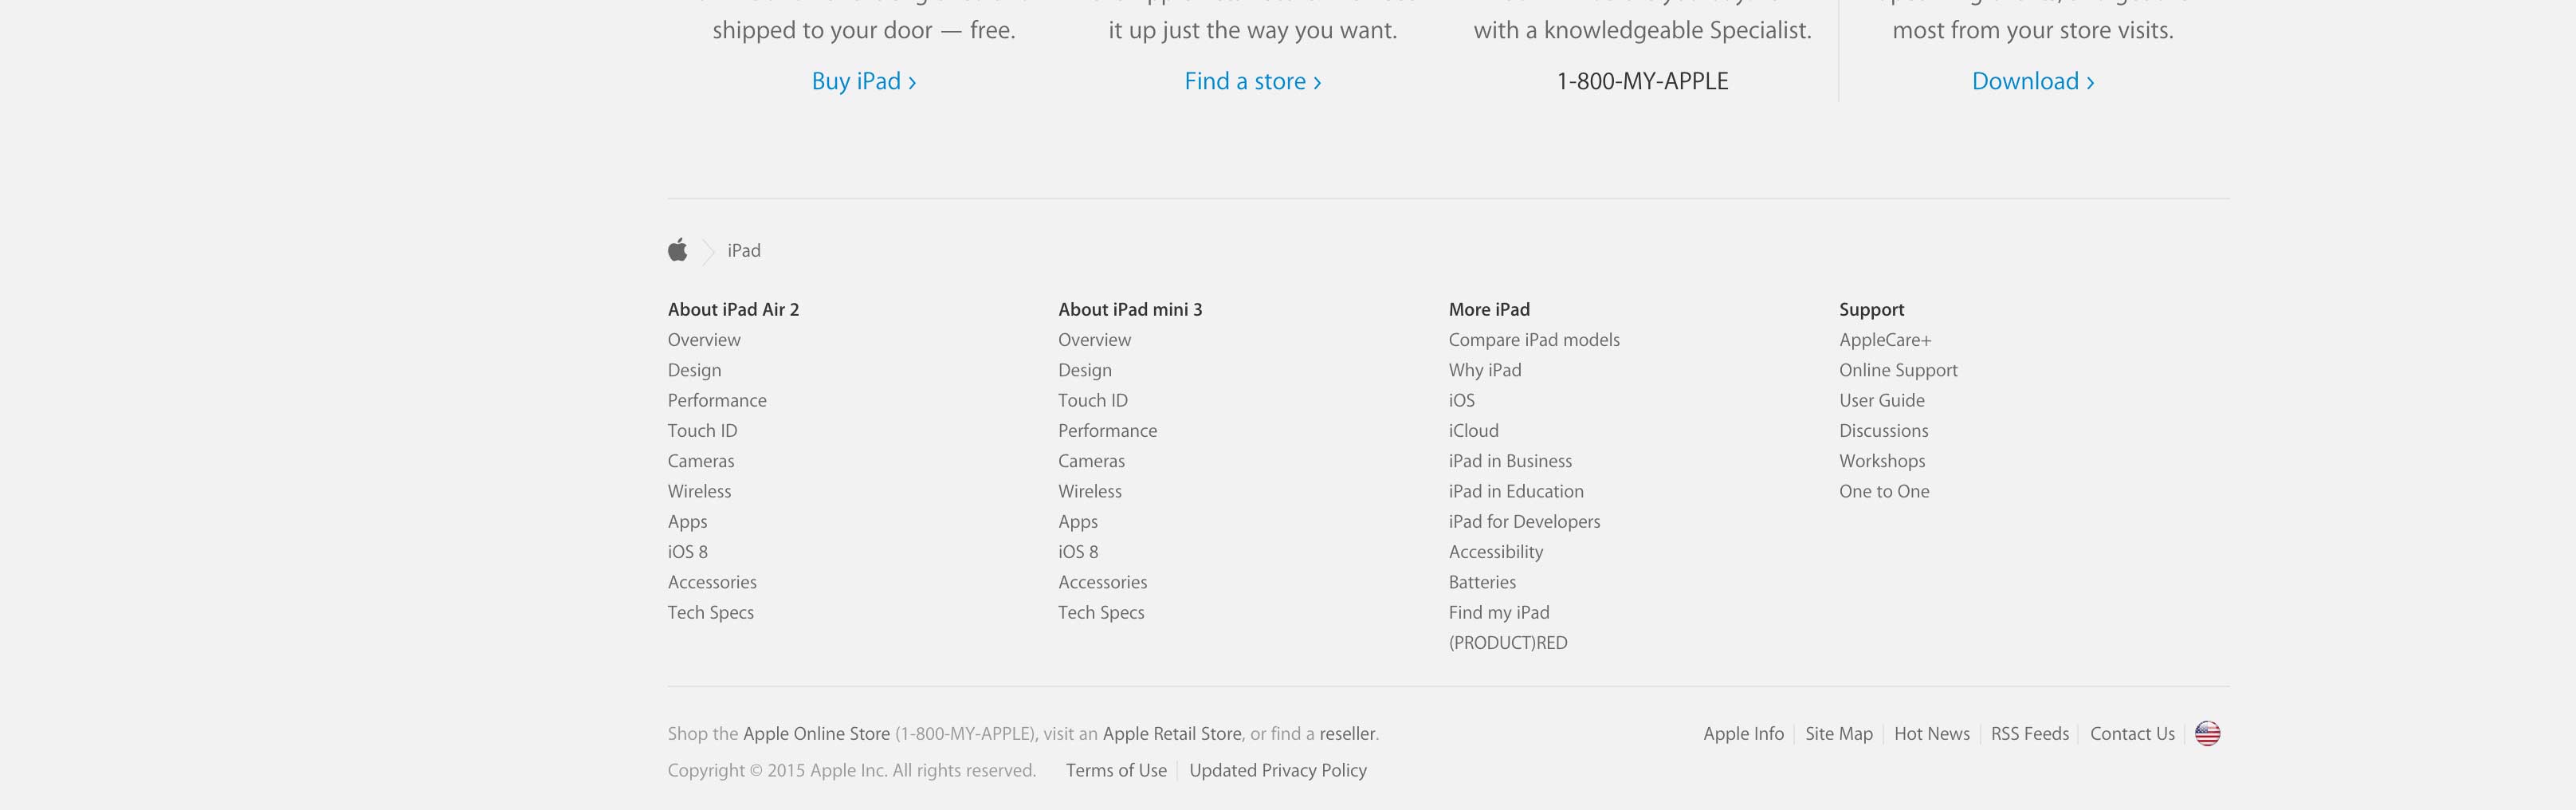 shipped to your door — free.
it up just the way you want.
with a knowledgeable Specialist.
most from your store visits.
Buy iPad ›
Find a store ›
1-800-MY-APPLE
Download ›
iPad
About iPad Air 2
Overview
Design
Performance
Touch ID
Cameras
Wireless
Apps
iOS 8
Accessories
Tech Specs
About iPad mini 3
Overview
Design
Touch ID
Performance
Cameras
Wireless
Apps
iOS 8
Accessories
Tech Specs
More iPad
Compare iPad models
Why iPad
iOS
iCloud
iPad in Business
iPad in Education
iPad for Developers
Accessibility
Batteries
Find my iPad
(PRODUCT)RED
Support
AppleCare+
Online Support
User Guide
Discussions
Workshops
One to One
Shop the Apple Online Store (1-800-MY-APPLE), visit an Apple Retail Store, or find a reseller.
Apple Info Site Map Hot News RSS Feeds Contact Us
Copyright © 2015 Apple Inc. All rights reserved. Terms of Use Updated Privacy Policy